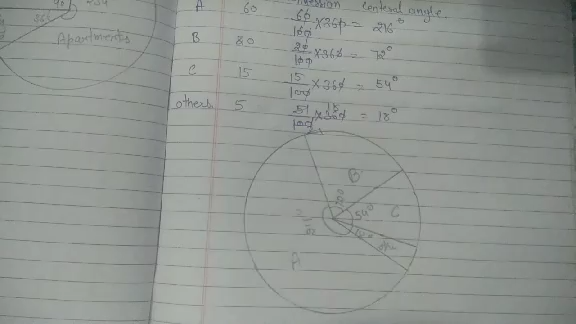 central angle
A 60 60/100 × 360 = 216°
B 20 20/100 × 360 = 72°
C 15 15/100 × 360 = 54°
others 5 5/100 × 360 = 18°
Apartments
B
54° C
A